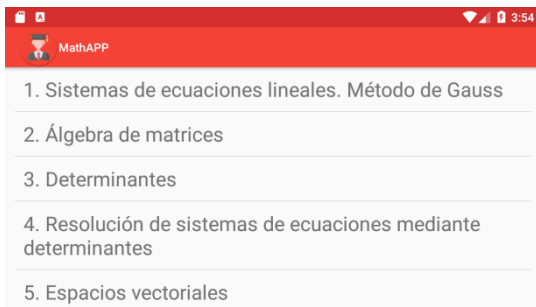 3:54
MathAPP
1. Sistemas de ecuaciones lineales. Método de Gauss
2. Álgebra de matrices
3. Determinantes
4. Resolución de sistemas de ecuaciones mediante
determinantes
5. Espacios vectoriales